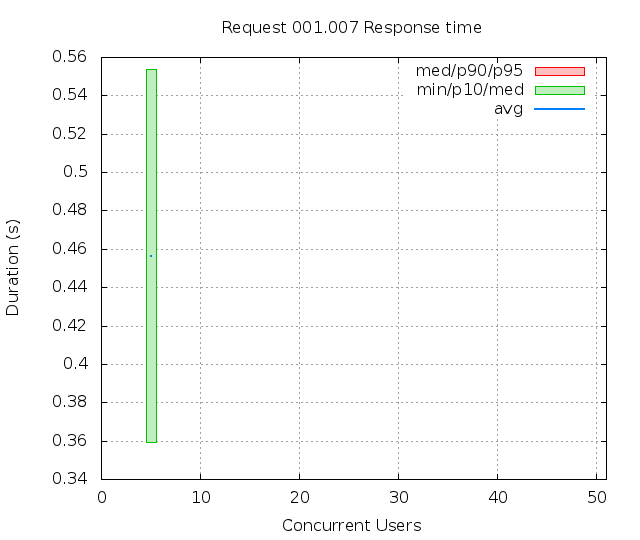 Request 001.007 Response time
med/p90/p95
min/p10/med
avg
0.56
0.54
0.52
0.5
0.48
0.46
0.44
0.42
0.4
0.38
0.36
0.34
Duration (s)
0 10 20 30 40 50
Concurrent Users